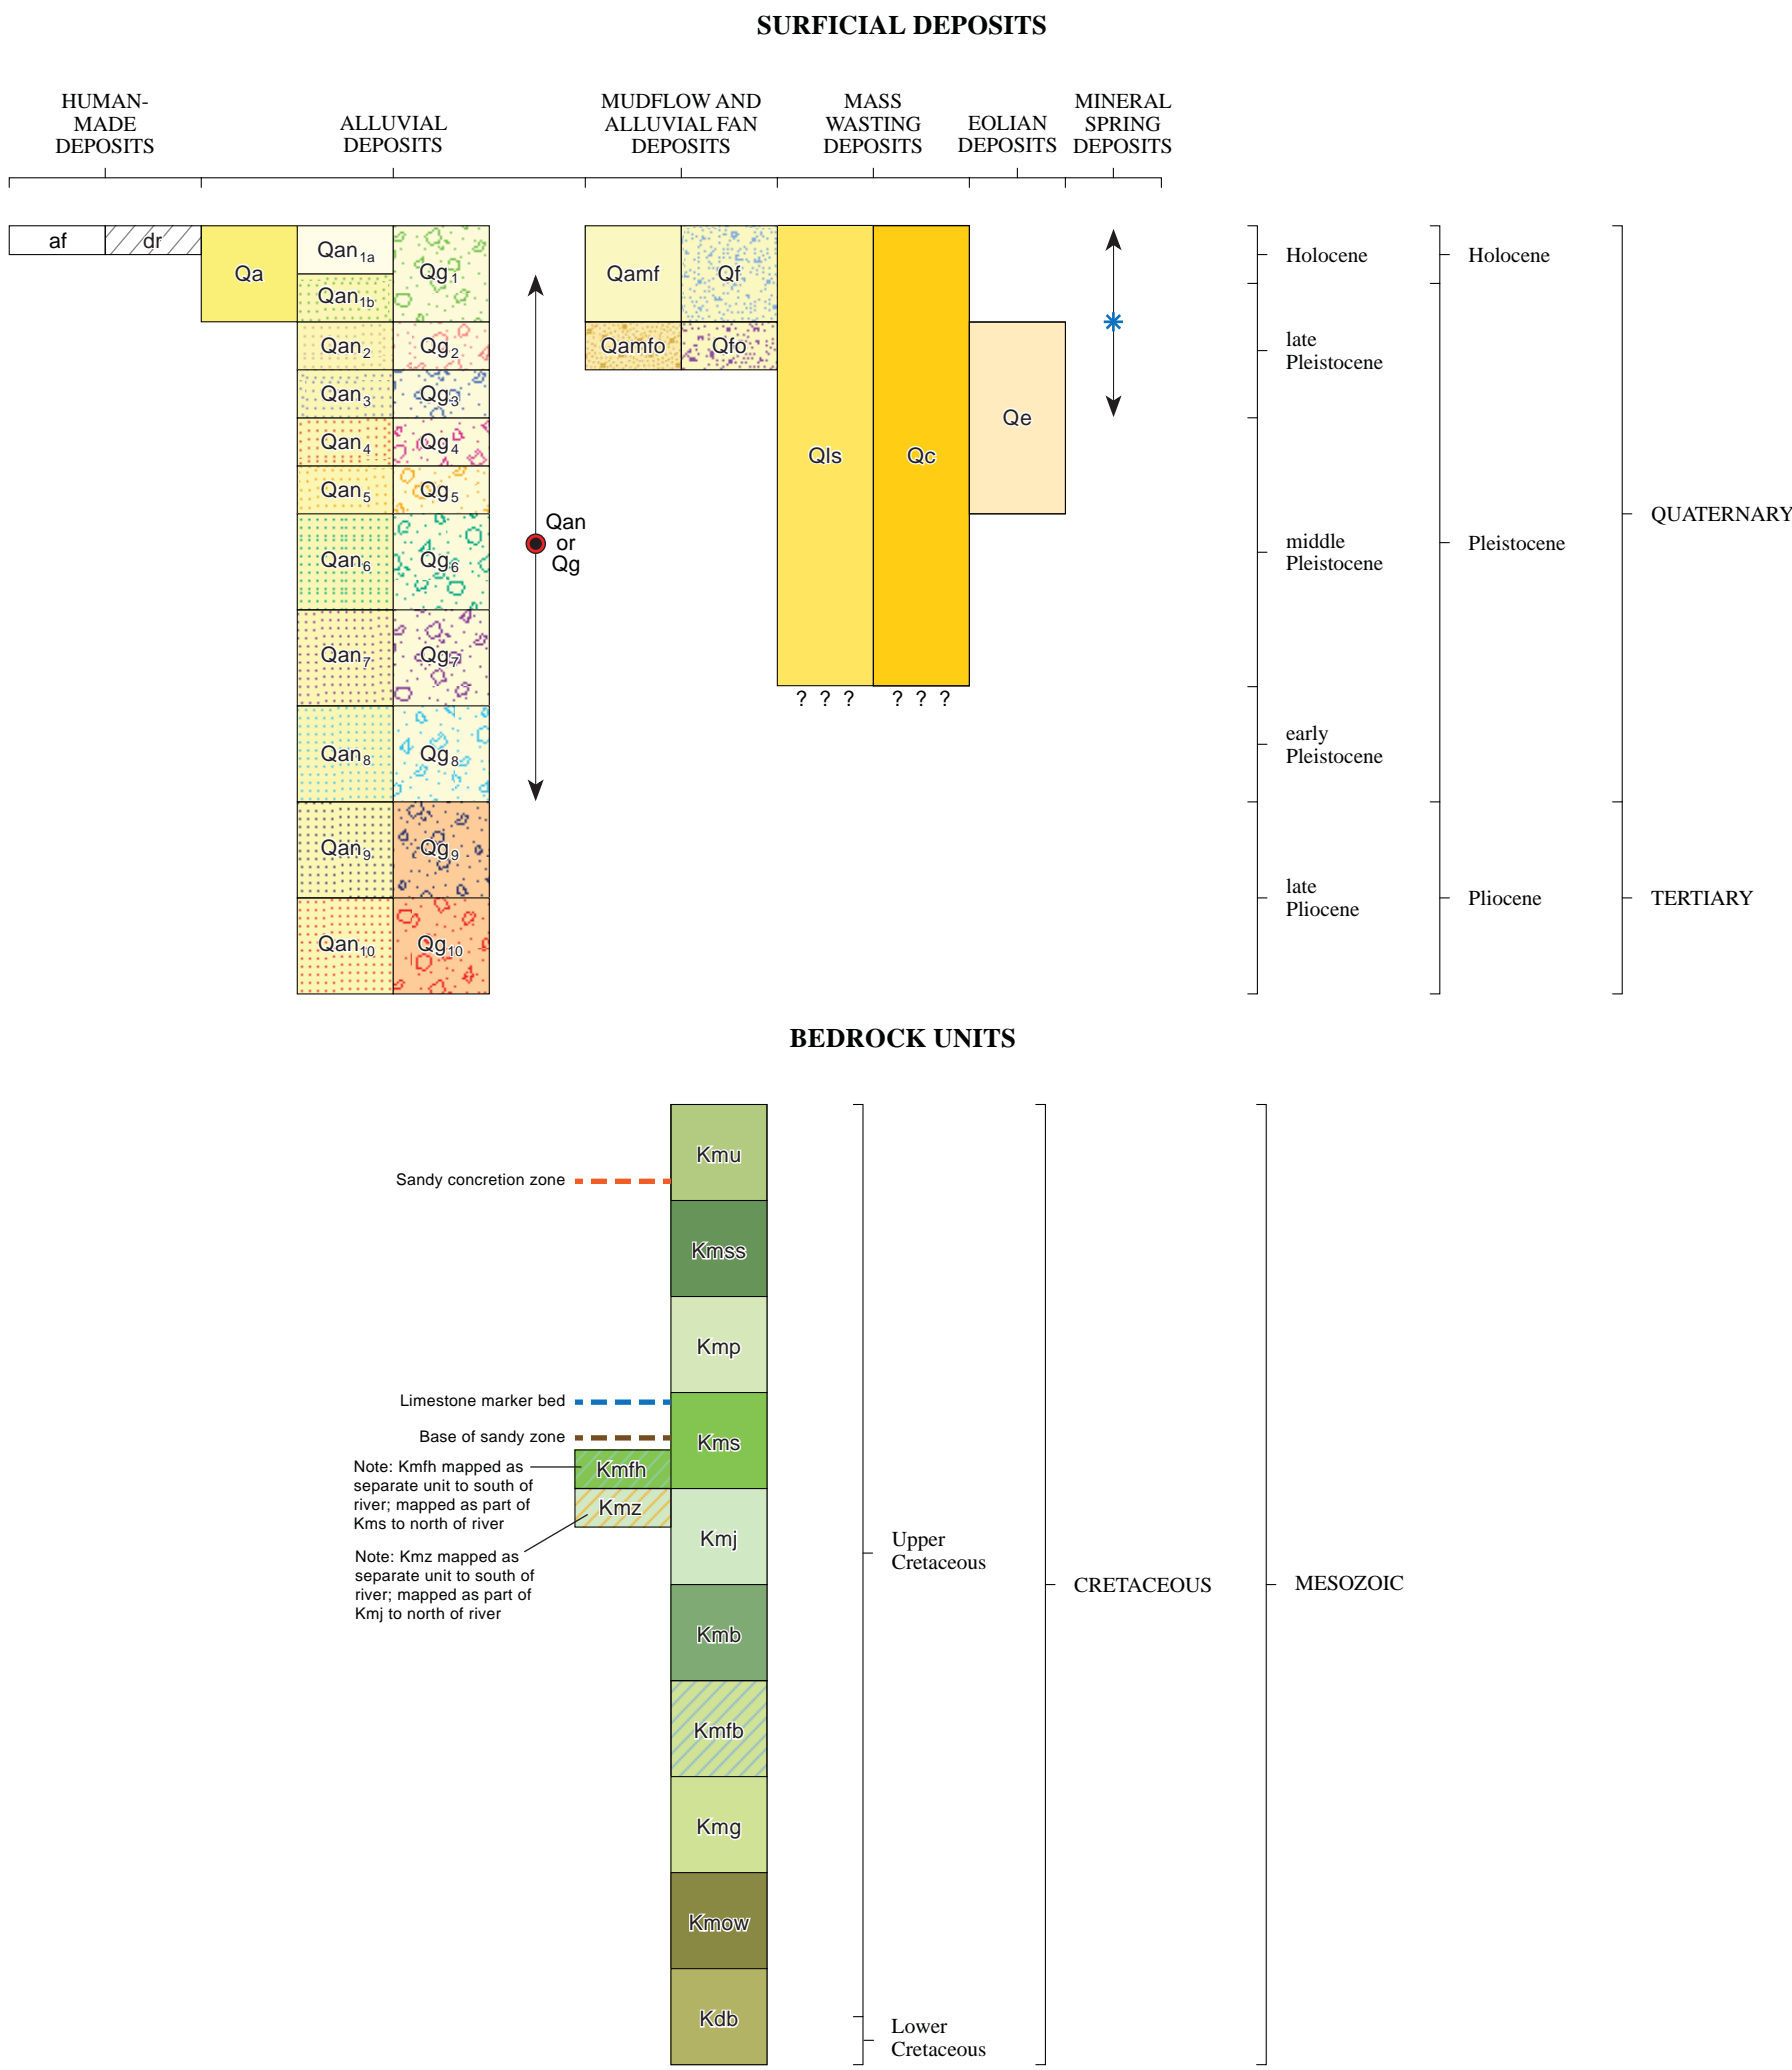 SURFICIAL DEPOSITS
HUMAN-
MADE
DEPOSITS
ALLUVIAL
DEPOSITS
MUDFLOW AND
ALLUVIAL FAN
DEPOSITS
MASS
WASTING
DEPOSITS
EOLIAN
DEPOSITS
MINERAL
SPRING
DEPOSITS
af
dr
Qa
Qan1a
Qan1b
Qg1
Qan2
Qg2
Qan3
Qg3
Qan4
Qg4
Qan5
Qg5
Qan6
Qg6
Qan7
Qg7
Qan8
Qg8
Qan9
Qg9
Qan10
Qg10
Qan
or
Qg
Qamf
Qf
Qamfo
Qfo
Qls
Qc
? ? ?
? ? ?
Qe
Holocene
late
Pleistocene
middle
Pleistocene
early
Pleistocene
late
Pliocene
Holocene
Pleistocene
Pliocene
QUATERNARY
TERTIARY
BEDROCK UNITS
Kmu
Sandy concretion zone
Kmss
Kmp
Limestone marker bed
Kms
Base of sandy zone
Kmfh
Note: Kmfh mapped as
separate unit to south of
river; mapped as part of
Kms to north of river
Kmz
Note: Kmz mapped as
separate unit to south of
river; mapped as part of
Kmj to north of river
Kmj
Kmb
Kmfb
Kmg
Kmow
Kdb
Upper
Cretaceous
Lower
Cretaceous
CRETACEOUS
MESOZOIC